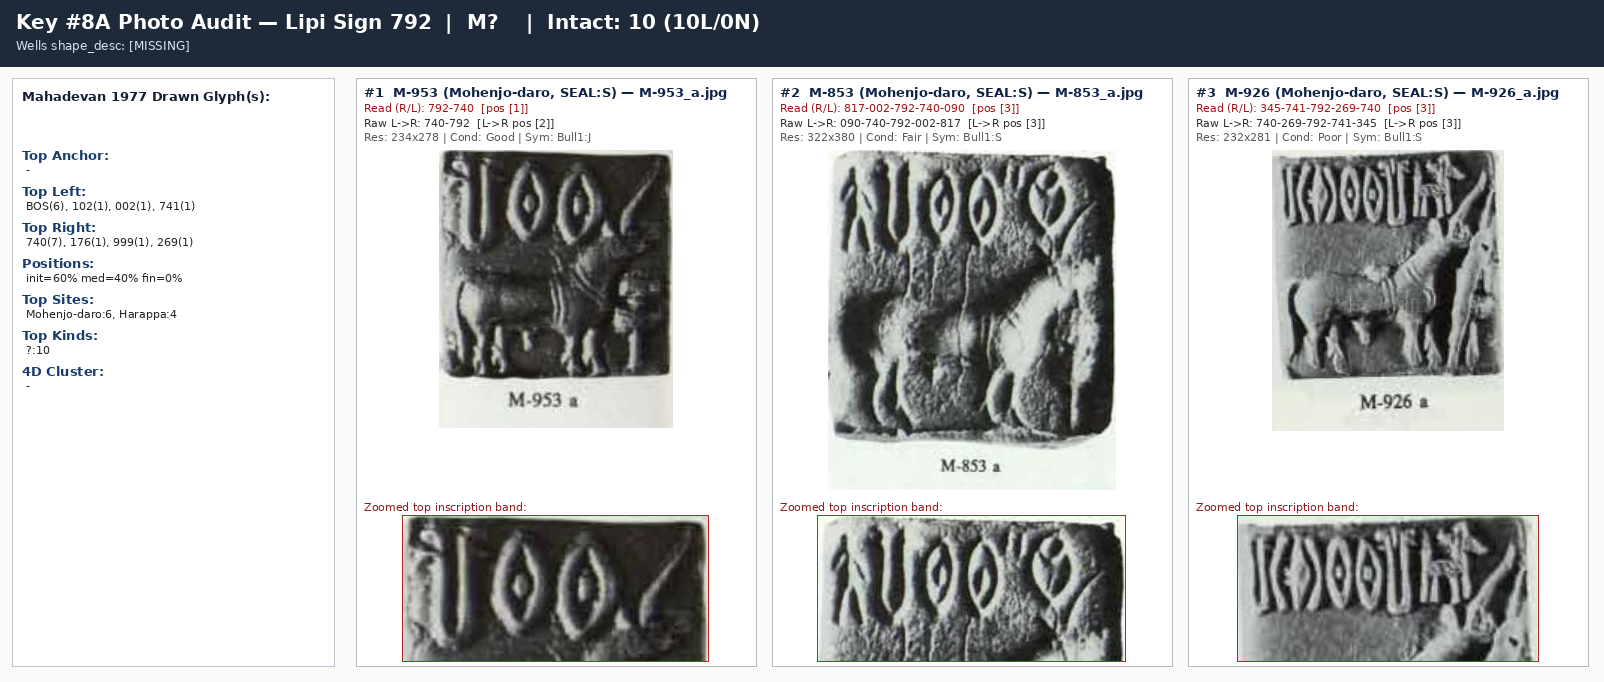 Key #8A Photo Audit — Lipi Sign 792 | M? | Intact: 10 (10L/0N)
Wells shape_desc: [MISSING]
Mahadevan 1977 Drawn Glyph(s):
Top Anchor:
-
Top Left:
BOS(6), 102(1), 002(1), 741(1)
Top Right:
740(7), 176(1), 999(1), 269(1)
Positions:
init=60% med=40% fin=0%
Top Sites:
Mohenjo-daro:6, Harappa:4
Top Kinds:
?:10
4D Cluster:
-
#1 M-953 (Mohenjo-daro, SEAL:S) — M-953_a.jpg
Read (R/L): 792-740 [pos [1]]
Raw L->R: 740-792 [L->R pos [2]]
Res: 234x278 | Cond: Good | Sym: Bull1:J
M-953 a
Zoomed top inscription band:
#2 M-853 (Mohenjo-daro, SEAL:S) — M-853_a.jpg
Read (R/L): 817-002-792-740-090 [pos [3]]
Raw L->R: 090-740-792-002-817 [L->R pos [3]]
Res: 322x380 | Cond: Fair | Sym: Bull1:S
M-853 a
Zoomed top inscription band:
#3 M-926 (Mohenjo-daro, SEAL:S) — M-926_a.jpg
Read (R/L): 345-741-792-269-740 [pos [3]]
Raw L->R: 740-269-792-741-345 [L->R pos [3]]
Res: 232x281 | Cond: Poor | Sym: Bull1:S
M-926 a
Zoomed top inscription band: